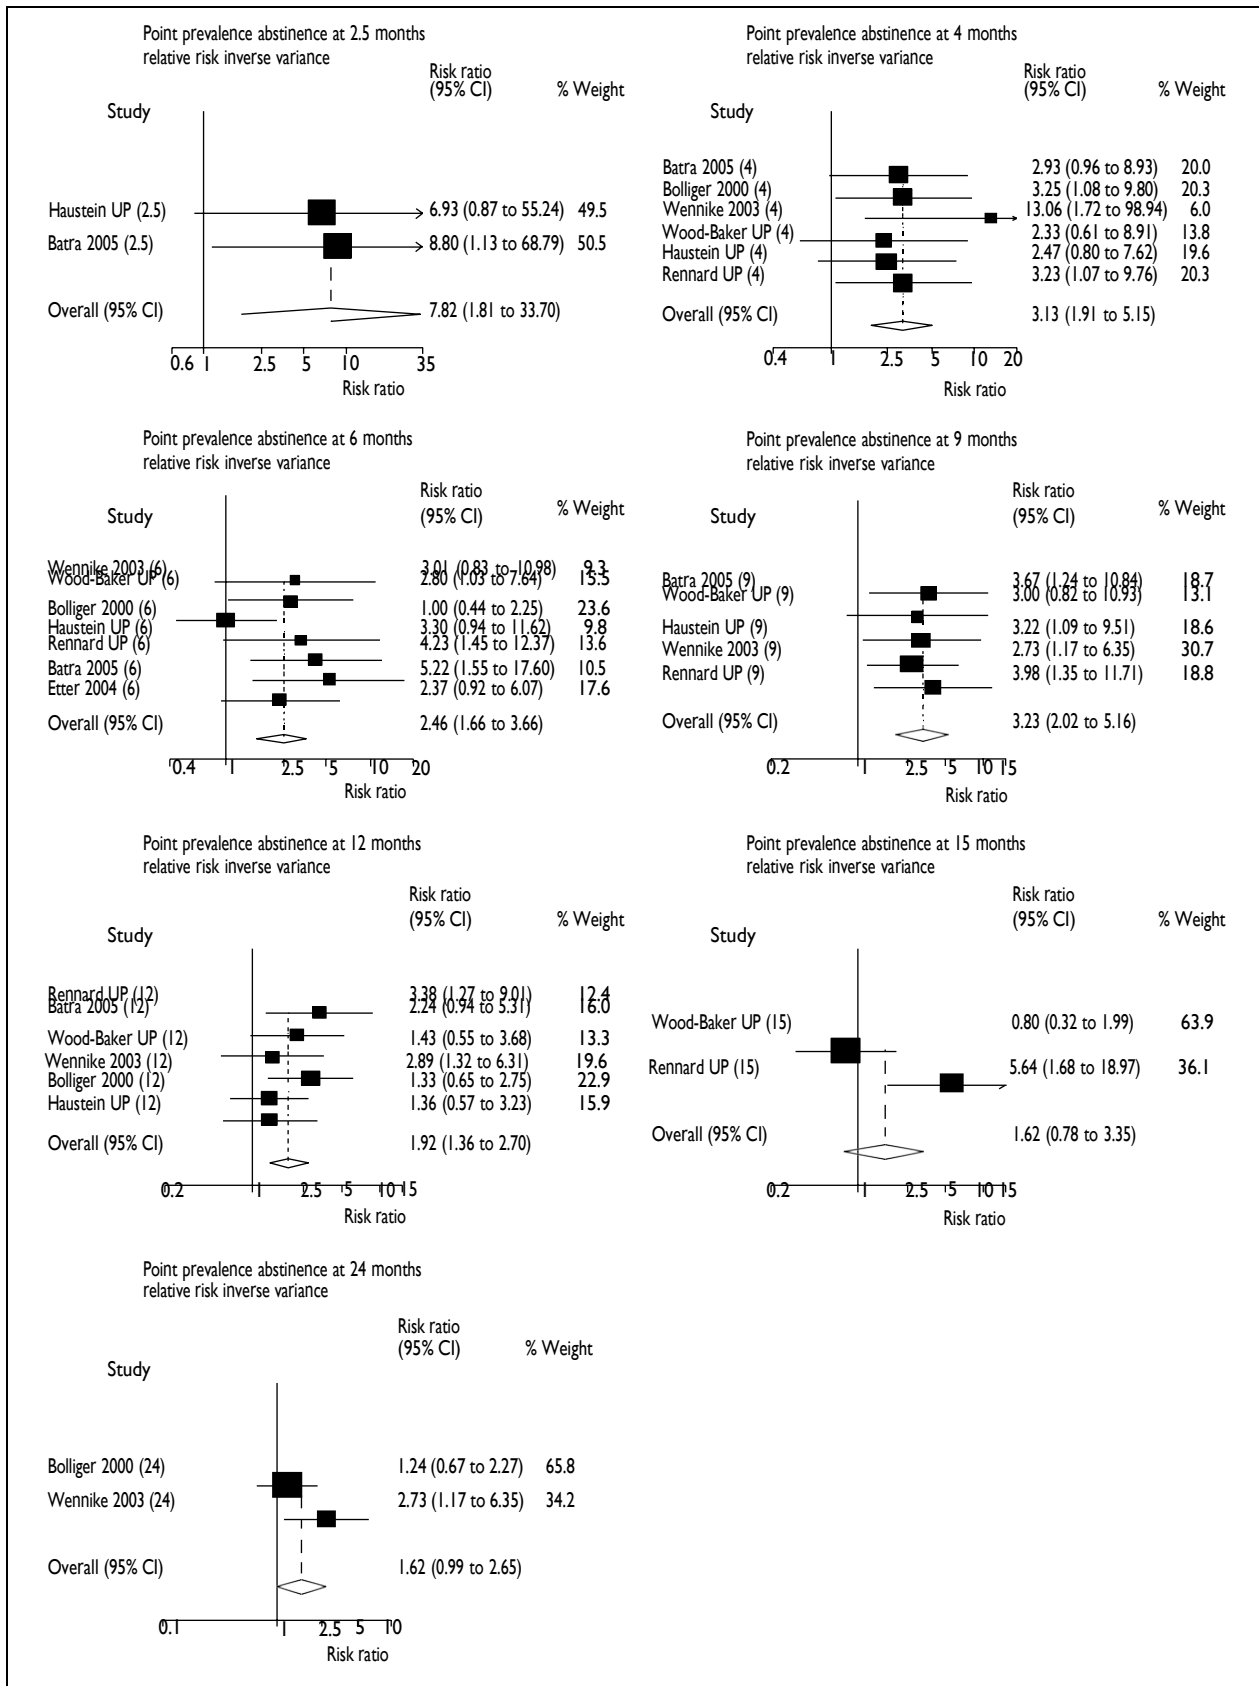 Point prevalence abstinence at 2.5 months
relative risk inverse variance
Risk ratio
(95% CI) % Weight
Study
Haustein UP (2.5) 6.93 (0.87 to 55.24) 49.5
Batra 2005 (2.5) 8.80 (1.13 to 68.79) 50.5
Overall (95% CI) 7.82 (1.81 to 33.70)
0.6 1 2.5 5 10 35
Risk ratio
Point prevalence abstinence at 4 months
relative risk inverse variance
Risk ratio
(95% CI) % Weight
Study
Batra 2005 (4) 2.93 (0.96 to 8.93) 20.0
Bolliger 2000 (4) 3.25 (1.08 to 9.80) 20.3
Wennike 2003 (4) 13.06 (1.72 to 98.94) 6.0
Wood-Baker UP (4) 2.33 (0.61 to 8.91) 13.8
Haustein UP (4) 2.47 (0.80 to 7.62) 19.6
Rennard UP (4) 3.23 (1.07 to 9.76) 20.3
Overall (95% CI) 3.13 (1.91 to 5.15)
0.4 1 2.5 5 10 20
Risk ratio
Point prevalence abstinence at 6 months
relative risk inverse variance
Risk ratio
(95% CI) % Weight
Study
Wennike 2003 (6) 3.01 (0.83 to 10.98) 9.3
Wood-Baker UP (6) 2.80 (1.03 to 7.64) 15.5
Bolliger 2000 (6) 1.00 (0.44 to 2.25) 23.6
Haustein UP (6) 3.30 (0.94 to 11.62) 9.8
Rennard UP (6) 4.23 (1.45 to 12.37) 13.6
Batra 2005 (6) 5.22 (1.55 to 17.60) 10.5
Etter 2004 (6) 2.37 (0.92 to 6.07) 17.6
Overall (95% CI) 2.46 (1.66 to 3.66)
0.4 1 2.5 5 10 20
Risk ratio
Point prevalence abstinence at 9 months
relative risk inverse variance
Risk ratio
(95% CI) % Weight
Study
Batra 2005 (9) 3.67 (1.24 to 10.84) 18.7
Wood-Baker UP (9) 3.00 (0.82 to 10.93) 13.1
Haustein UP (9) 3.22 (1.09 to 9.51) 18.6
Wennike 2003 (9) 2.73 (1.17 to 6.35) 30.7
Rennard UP (9) 3.98 (1.35 to 11.71) 18.8
Overall (95% CI) 3.23 (2.02 to 5.16)
0.2 1 2.5 5 10 15
Risk ratio
Point prevalence abstinence at 12 months
relative risk inverse variance
Risk ratio
(95% CI) % Weight
Study
Rennard UP (12) 3.38 (1.27 to 9.01) 12.4
Batra 2005 (12) 2.24 (0.94 to 5.31) 16.0
Wood-Baker UP (12) 1.43 (0.55 to 3.68) 13.3
Wennike 2003 (12) 2.89 (1.32 to 6.31) 19.6
Bolliger 2000 (12) 1.33 (0.65 to 2.75) 22.9
Haustein UP (12) 1.36 (0.57 to 3.23) 15.9
Overall (95% CI) 1.92 (1.36 to 2.70)
0.2 1 2.5 5 10 15
Risk ratio
Point prevalence abstinence at 15 months
relative risk inverse variance
Risk ratio
(95% CI) % Weight
Study
Wood-Baker UP (15) 0.80 (0.32 to 1.99) 63.9
Rennard UP (15) 5.64 (1.68 to 18.97) 36.1
Overall (95% CI) 1.62 (0.78 to 3.35)
0.2 1 2.5 5 10 15
Risk ratio
Point prevalence abstinence at 24 months
relative risk inverse variance
Risk ratio
(95% CI) % Weight
Study
Bolliger 2000 (24) 1.24 (0.67 to 2.27) 65.8
Wennike 2003 (24) 2.73 (1.17 to 6.35) 34.2
Overall (95% CI) 1.62 (0.99 to 2.65)
0.1 1 2.5 5 10
Risk ratio